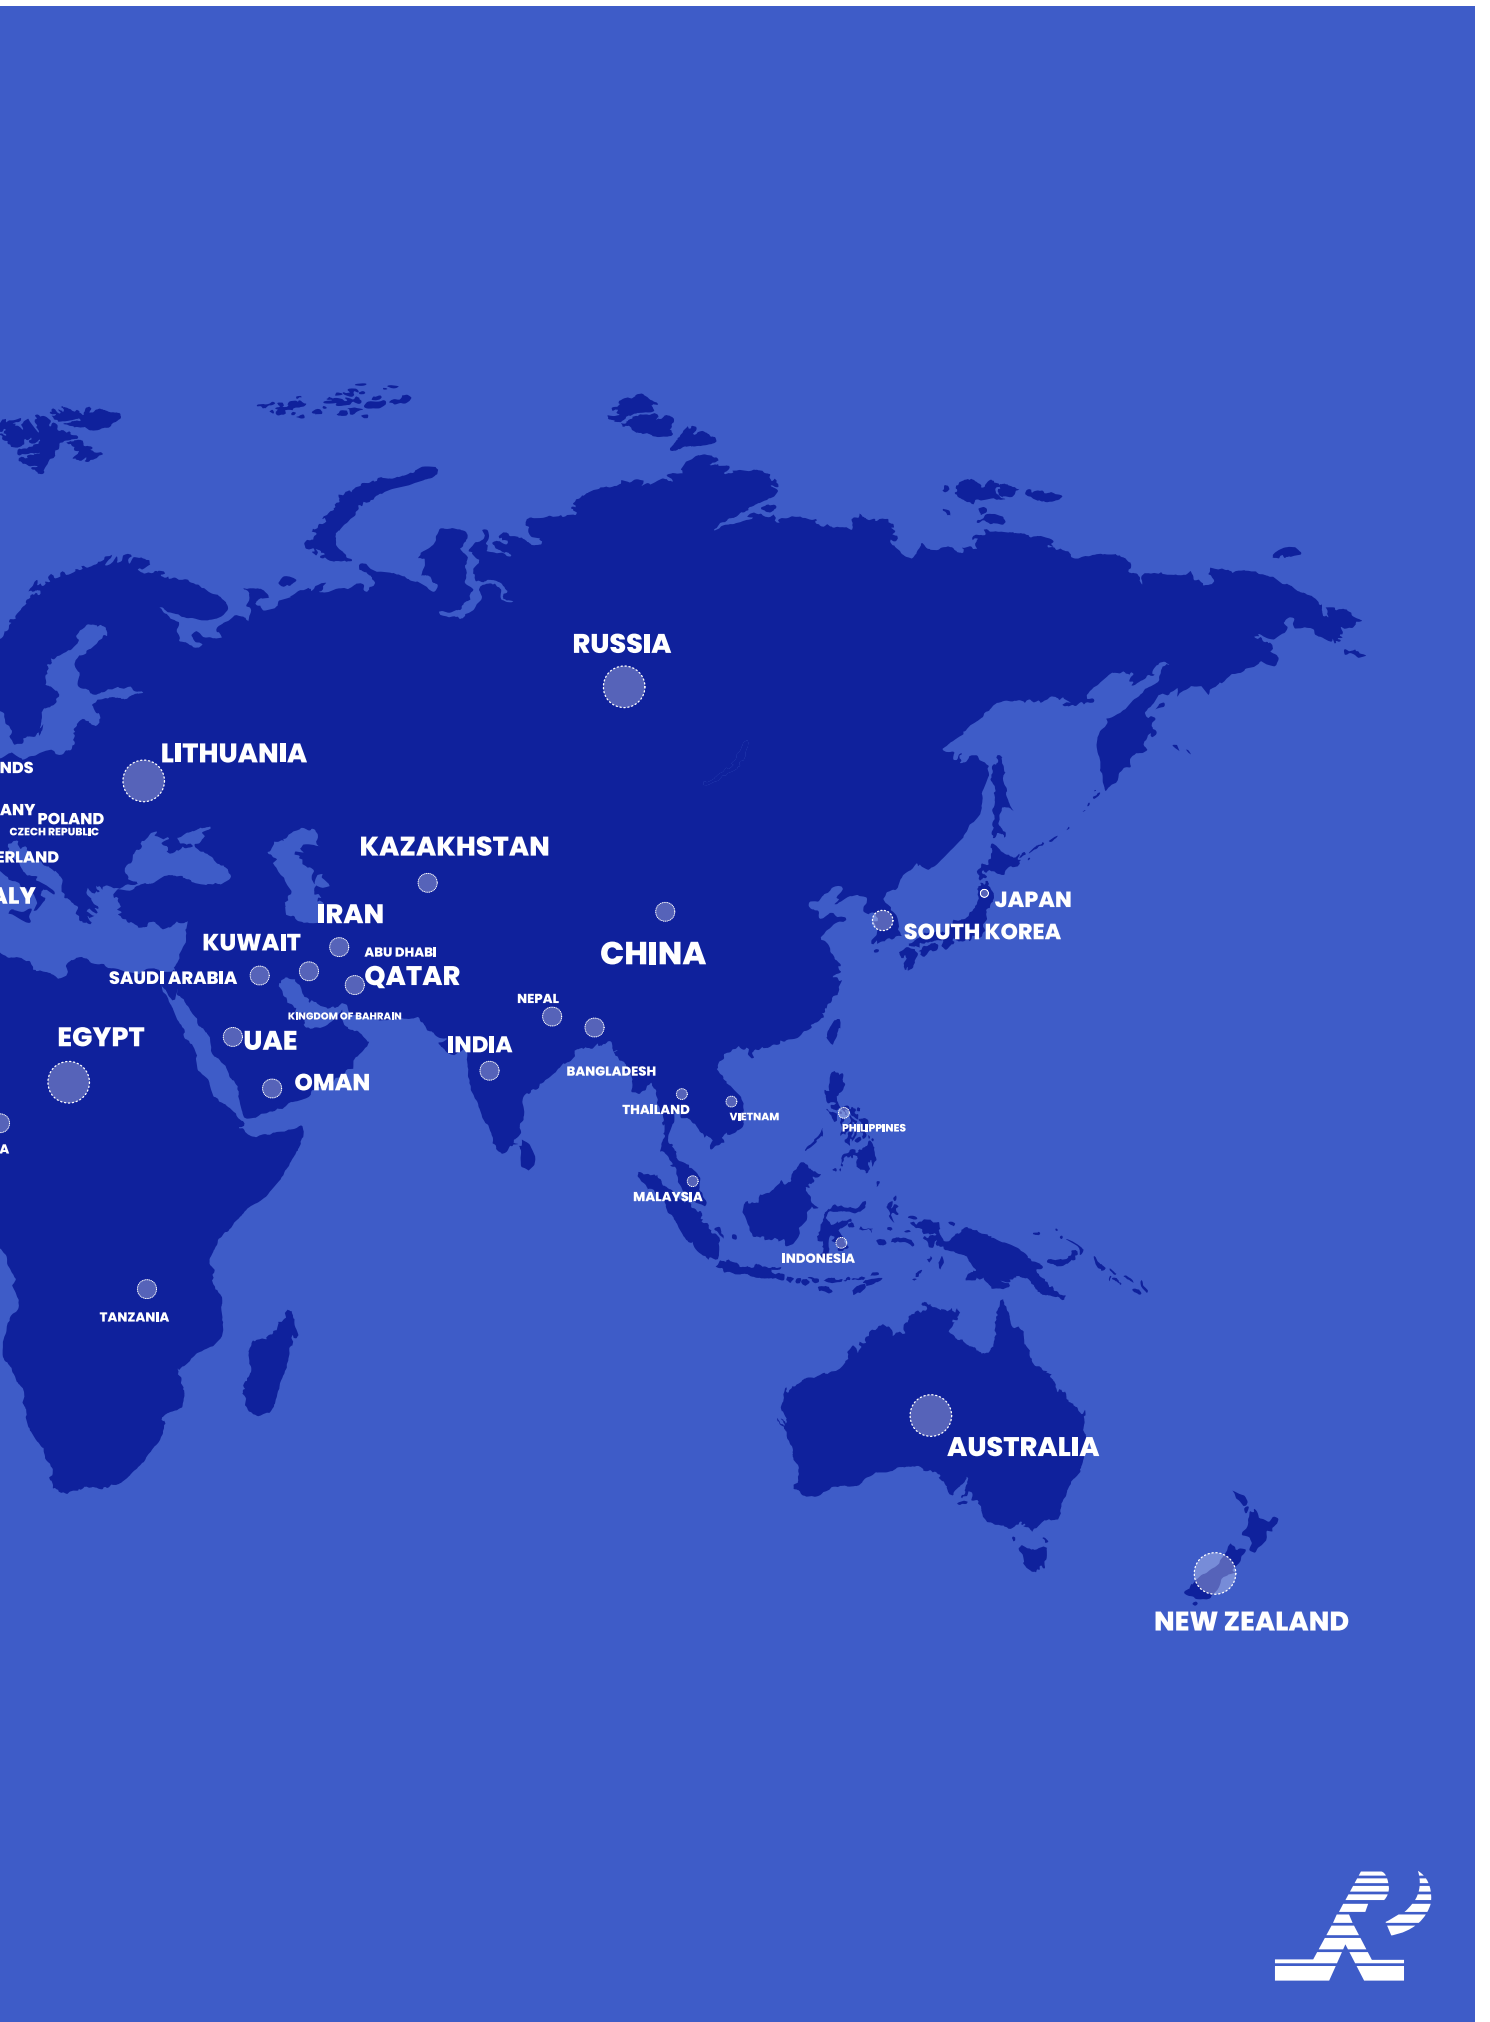 RUSSIA
LITHUANIA
NDS
ANY
POLAND
CZECH REPUBLIC
KAZAKHSTAN
ERLAND
ALY
JAPAN
IRAN
SOUTH KOREA
KUWAIT
ABU DHABI
CHINA
SAUDI ARABIA
QATAR
NEPAL
KINGDOM OF BAHRAIN
EGYPT
UAE
INDIA
BANGLADESH
OMAN
THAILAND
VIETNAM
PHILIPPINES
A
MALAYSIA
INDONESIA
TANZANIA
AUSTRALIA
NEW ZEALAND